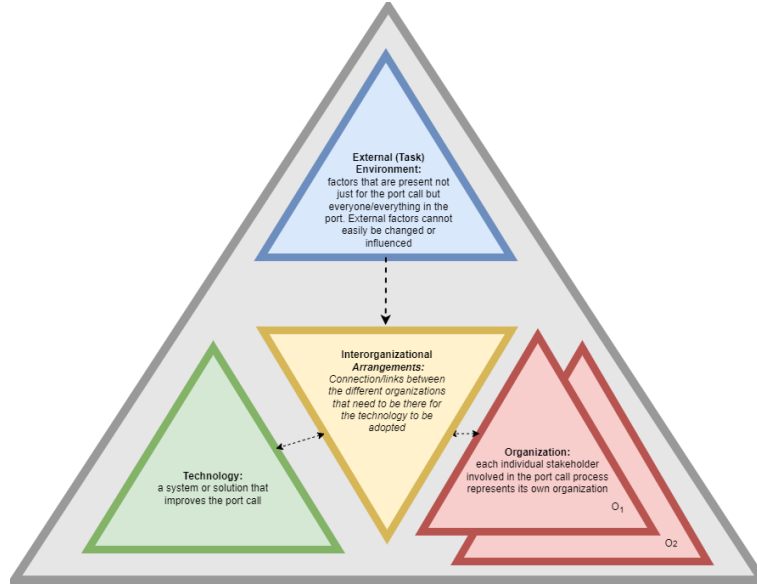 External (Task)
Environment:
factors that are present not
just for the port call but
everyone/everything in the
port. External factors cannot
easily be changed or
influenced
Interorganizational
Arrangements:
Connection/links between
the different organizations
that need to be there for
the technology to be
adopted
Technology:
a system or solution that
improves the port call
Organization:
each individual stakeholder
involved in the port call process
represents its own organization
O1
O2